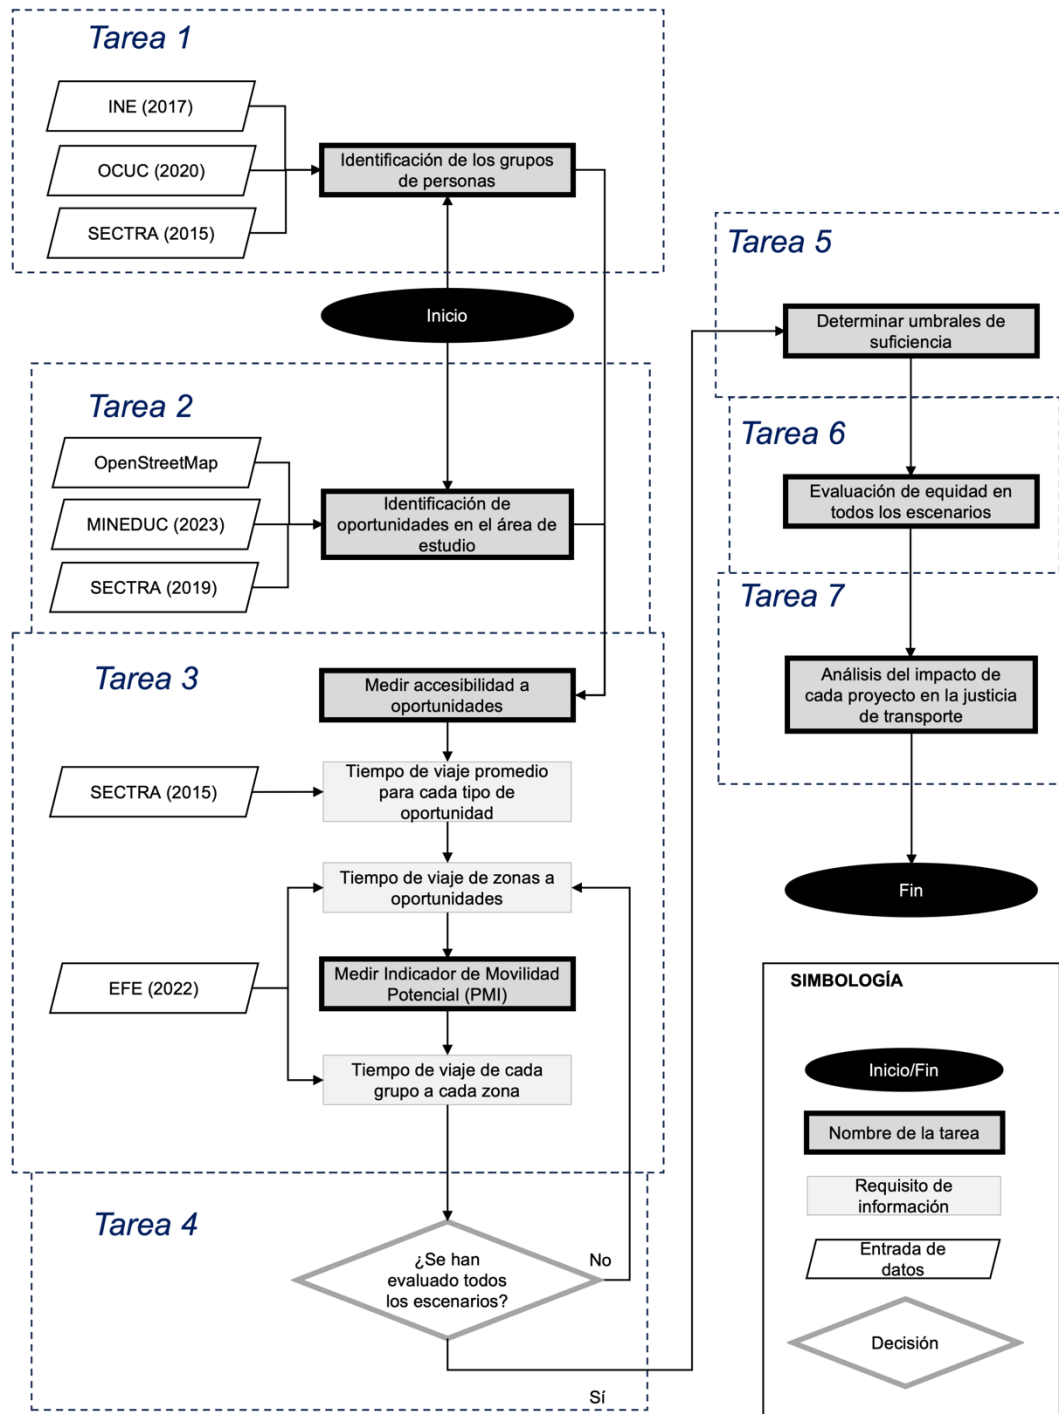 Tarea 1
INE (2017)
OCUC (2020)
SECTRA (2015)
Identificación de los grupos
de personas
Inicio
Tarea 2
OpenStreetMap
MINEDUC (2023)
SECTRA (2019)
Identificación de
oportunidades en el área de
estudio
Tarea 3
Medir accesibilidad a
oportunidades
SECTRA (2015)
Tiempo de viaje promedio
para cada tipo de
oportunidad
Tiempo de viaje de zonas a
oportunidades
EFE (2022)
Medir Indicador de Movilidad
Potencial (PMI)
Tiempo de viaje de cada
grupo a cada zona
Tarea 4
¿Se han
evaluado todos
los escenarios?
No
Sí
Tarea 5
Determinar umbrales de
suficiencia
Tarea 6
Evaluación de equidad en
todos los escenarios
Tarea 7
Análisis del impacto de
cada proyecto en la justicia
de transporte
Fin
SIMBOLOGÍA
Inicio/Fin
Nombre de la tarea
Requisito de
información
Entrada de
datos
Decisión